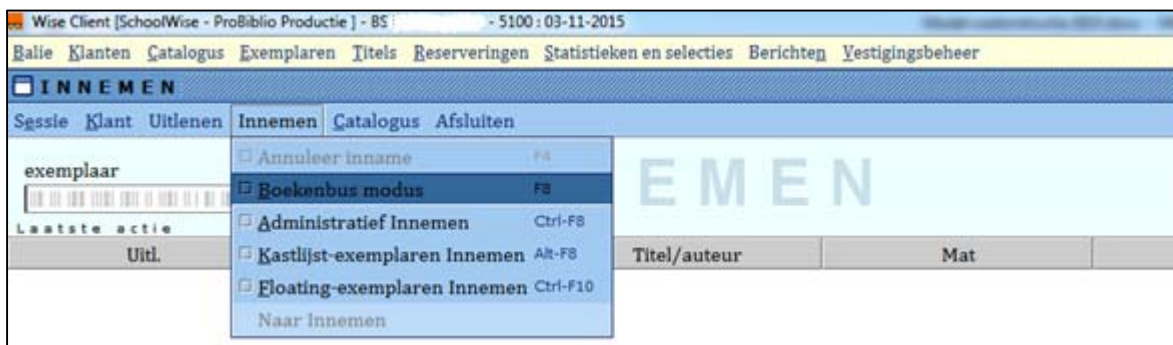 Wise Client [SchoolWise - ProBiblio Productie ] - BS - 5100 : 03-11-2015
Balie Klanten Catalogus Exemplaren Titels Reserveringen Statistieken en selecties Berichten Vestigingsbeheer
INNEMEN
Sessie Klant Uitlenen Innemen Catalogus Afsluiten
Annuleer inname F4
exemplaar EMEN
Boekenbus modus F8
Administratief Innemen Ctrl-F8
Laatste actie
Kastlijst-exemplaren Innemen Alt-F8
Uitl. Titel/auteur Mat
Floating-exemplaren Innemen Ctrl-F10
Naar Innemen